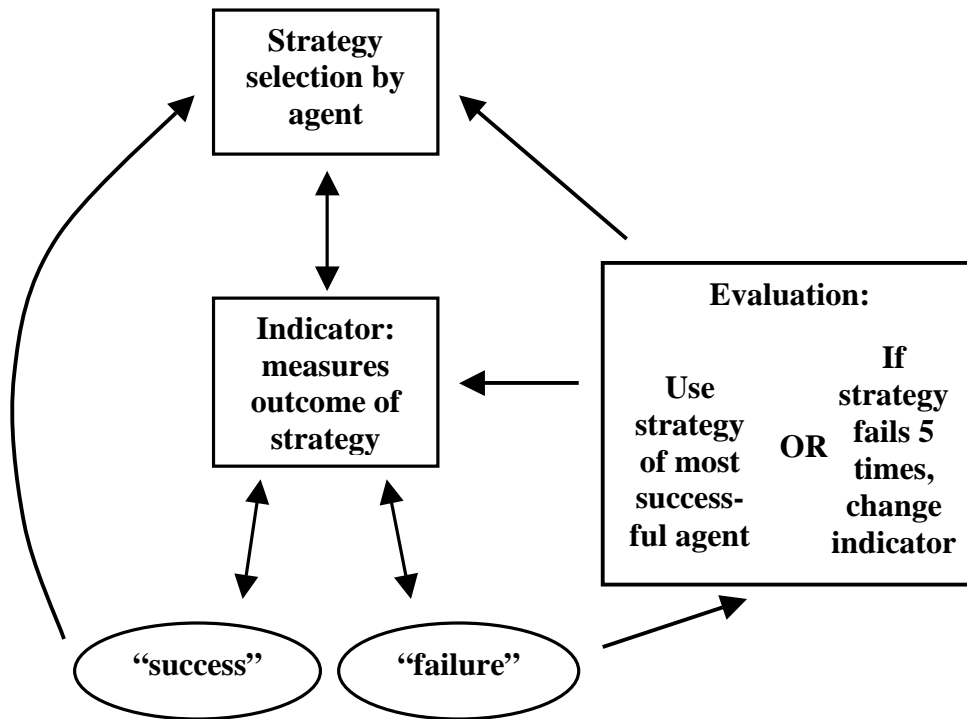 Strategy
selection by
agent
Indicator:
measures
outcome of
strategy
Evaluation:
Use
strategy
of most
success-
ful agent
OR
If
strategy
fails 5
times,
change
indicator
“success”
“failure”